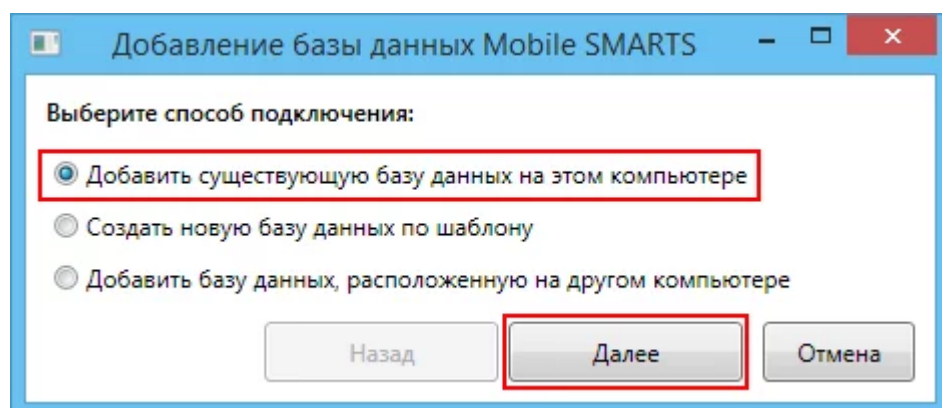 Добавление базы данных Mobile SMARTS
Выберите способ подключения:
Добавить существующую базу данных на этом компьютере
Создать новую базу данных по шаблону
Добавить базу данных, расположенную на другом компьютере
Назад Далее Отмена